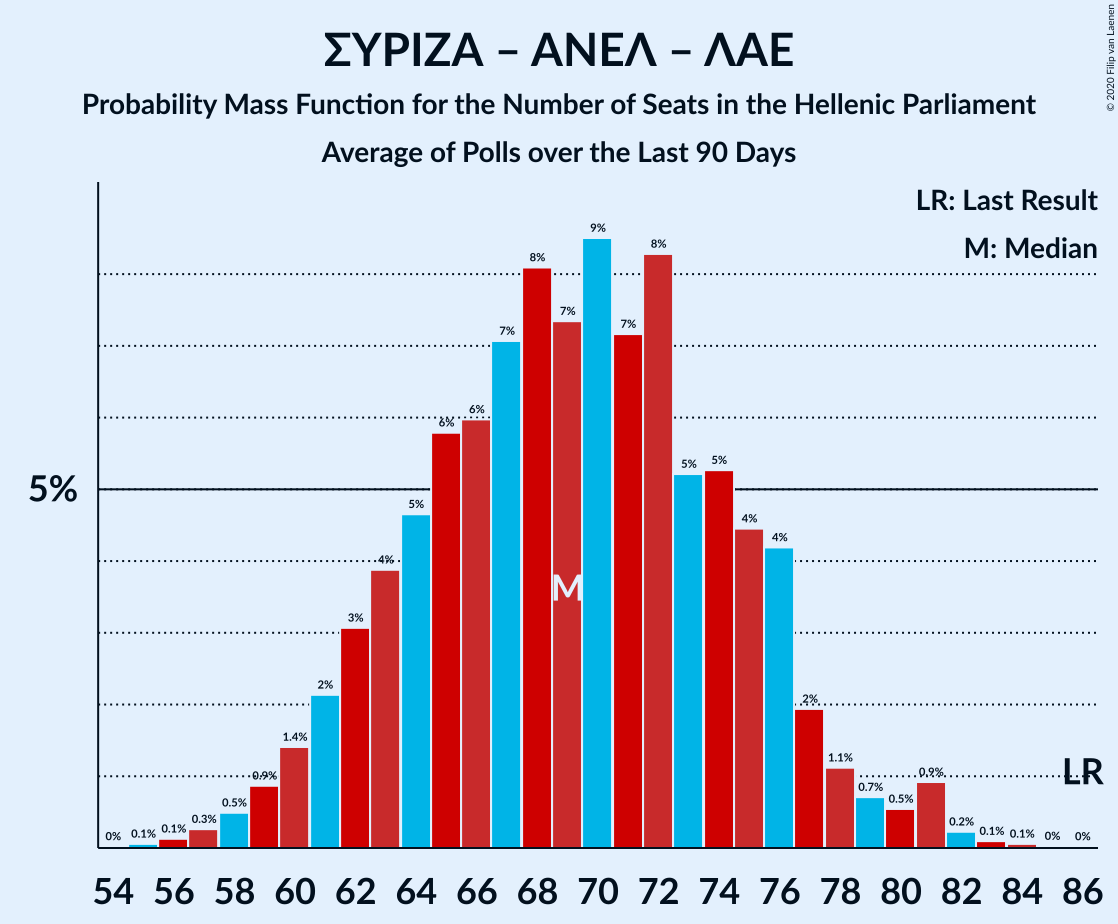 ΣΥΡΙΖΑ – ΑΝΕΛ – ΛΑΕ
Probability Mass Function for the Number of Seats in the Hellenic Parliament
Average of Polls over the Last 90 Days
© 2020 Filip van Laenen
LR: Last Result
M: Median
5%
0% 0.1% 0.1% 0.3% 0.5% 0.9% 1.4% 2% 3% 4% 5% 6% 6% 7% 8% 7% 9% 7% 8% 5% 5% 4% 4% 2% 1.1% 0.7% 0.5% 0.9% 0.2% 0.1% 0.1% 0% 0%
M
LR
54 56 58 60 62 64 66 68 70 72 74 76 78 80 82 84 86